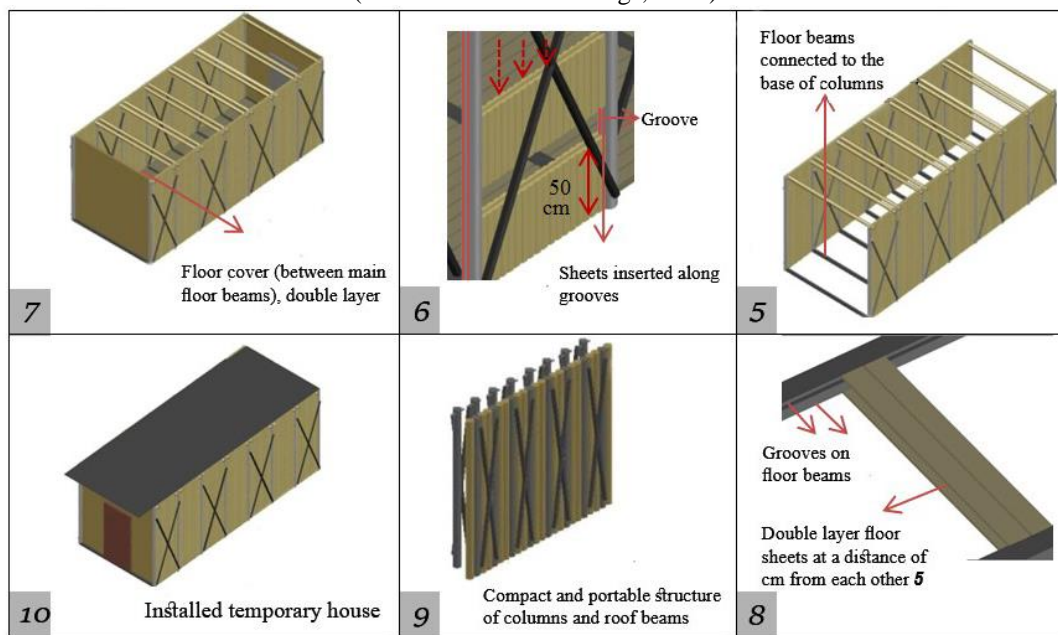 Floor cover (between main
floor beams), double layer
7
Groove
50
cm
Sheets inserted along
grooves
6
Floor beams
connected to the
base of columns
5
Installed temporary house
10
Compact and portable structure
of columns and roof beams
9
Grooves on
floor beams
Double layer floor
sheets at a distance of
cm from each other 5
8